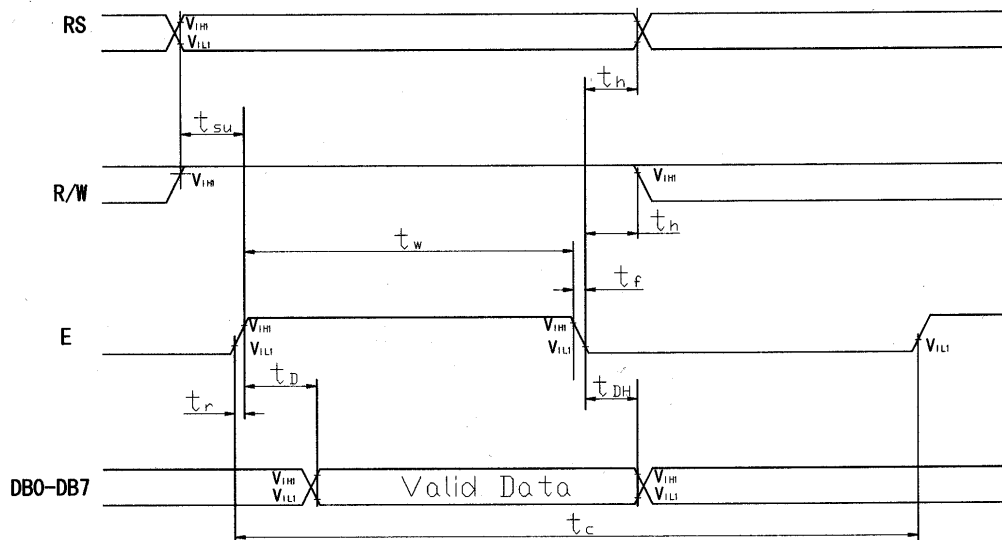 RS
VIH1
VIL1
th
tsu
R/W
VIH1
VIH1
tw
th
tf
E
VIH1
VIH1
VIL1
VIL1
VIL1
tD
tr
tDH
DB0-DB7
VIH1
VIL1
Valid Data
VIH1
VIL1
tc